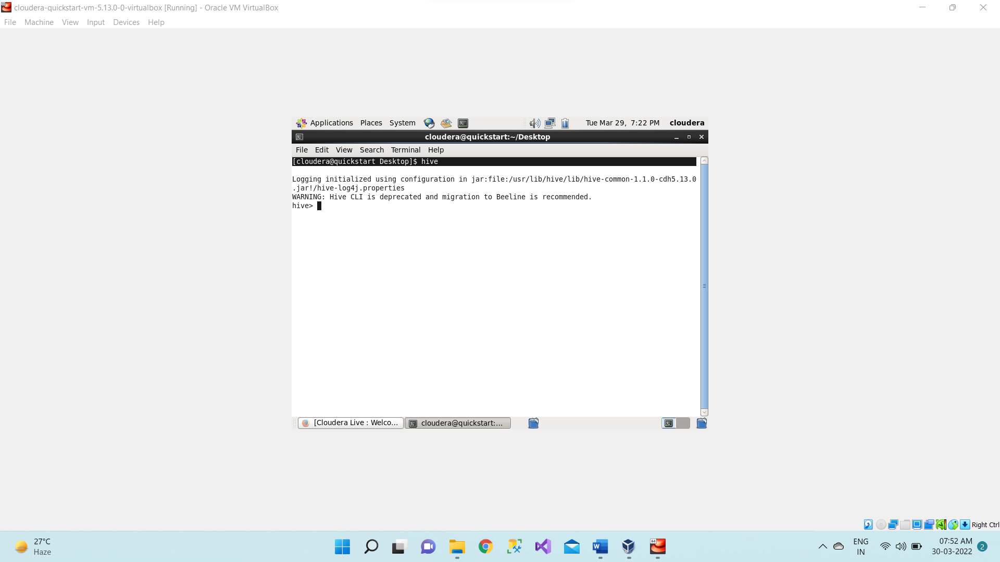 cloudera-quickstart-vm-5.13.0-0-virtualbox [Running] - Oracle VM VirtualBox
File Machine View Input Devices Help
Applications Places System Tue Mar 29, 7:22 PM cloudera
cloudera@quickstart:~/Desktop
File Edit View Search Terminal Help
[cloudera@quickstart Desktop]$ hive
Logging initialized using configuration in jar:file:/usr/lib/hive/lib/hive-common-1.1.0-cdh5.13.0
.jar!/hive-log4j.properties
WARNING: Hive CLI is deprecated and migration to Beeline is recommended.
hive>
[Cloudera Live : Welco... cloudera@quickstart:...
Right Ctrl
27°C
Haze
64
ENG
IN
07:52 AM
30-03-2022
2